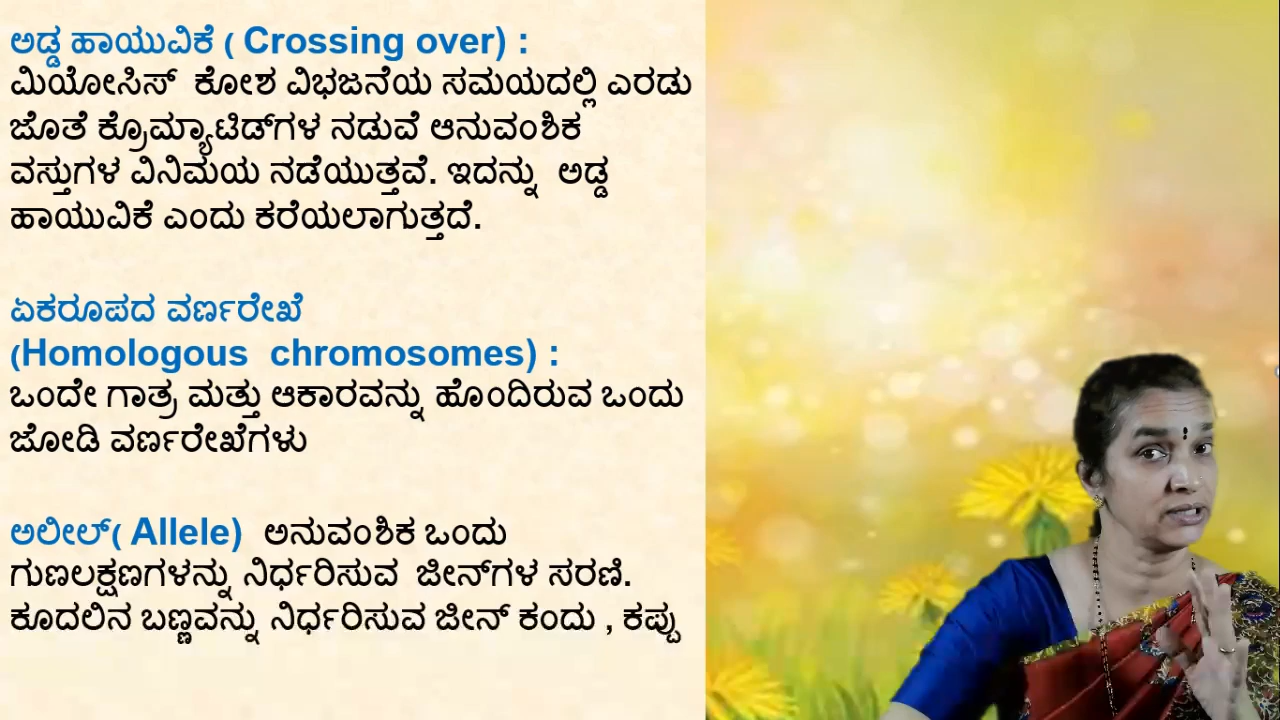 ಅಡ್ಡ ಹಾಯುವಿಕೆ ( Crossing over) :
ಮಿಯೋಸಿಸ್ ಕೋಶ ವಿಭಜನೆಯ ಸಮಯದಲ್ಲಿ ಎರಡು
ಜೊತೆ ಕ್ರೊಮ್ಯಾಟಿಡ್‌ಗಳ ನಡುವೆ ಆನುವಂಶಿಕ
ವಸ್ತುಗಳ ವಿನಿಮಯ ನಡೆಯುತ್ತವೆ. ಇದನ್ನು ಅಡ್ಡ
ಹಾಯುವಿಕೆ ಎಂದು ಕರೆಯಲಾಗುತ್ತದೆ.
ಏಕರೂಪದ ವರ್ಣರೇಖೆ
(Homologous chromosomes) :
ಒಂದೇ ಗಾತ್ರ ಮತ್ತು ಆಕಾರವನ್ನು ಹೊಂದಿರುವ ಒಂದು
ಜೋಡಿ ವರ್ಣರೇಖೆಗಳು
ಅಲೀಲ್( Allele) ಅನುವಂಶಿಕ ಒಂದು
ಗುಣಲಕ್ಷಣಗಳನ್ನು ನಿರ್ಧರಿಸುವ ಜೀನ್‌ಗಳ ಸರಣಿ.
ಕೂದಲಿನ ಬಣ್ಣವನ್ನು ನಿರ್ಧರಿಸುವ ಜೀನ್ ಕಂದು , ಕಪ್ಪು